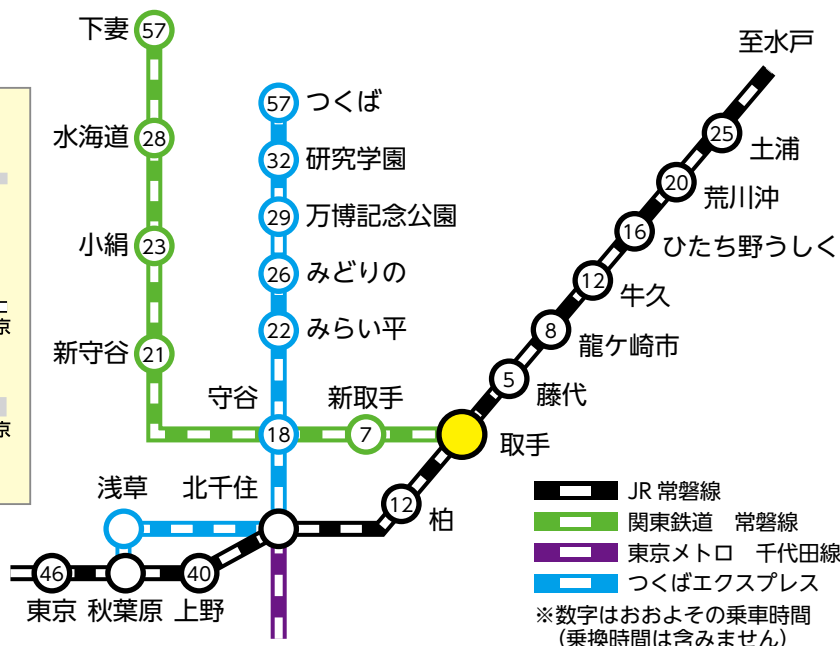 下妻
57
至水戸
57
つくば
25
土浦
水海道
28
32
研究学園
20
荒川沖
29
万博記念公園
16
ひたち野うしく
小絹
23
26
みどりの
12
牛久
22
みらい平
8
龍ケ崎市
新守谷
21
5
藤代
守谷
新取手
18
7
取手
京
京
浅草
北千住
12
柏
46
40
東京
秋葉原
上野
JR 常磐線
関東鉄道 常磐線
東京メトロ 千代田線
つくばエクスプレス
※数字はおおよその乗車時間
(乗換時間は含みません)